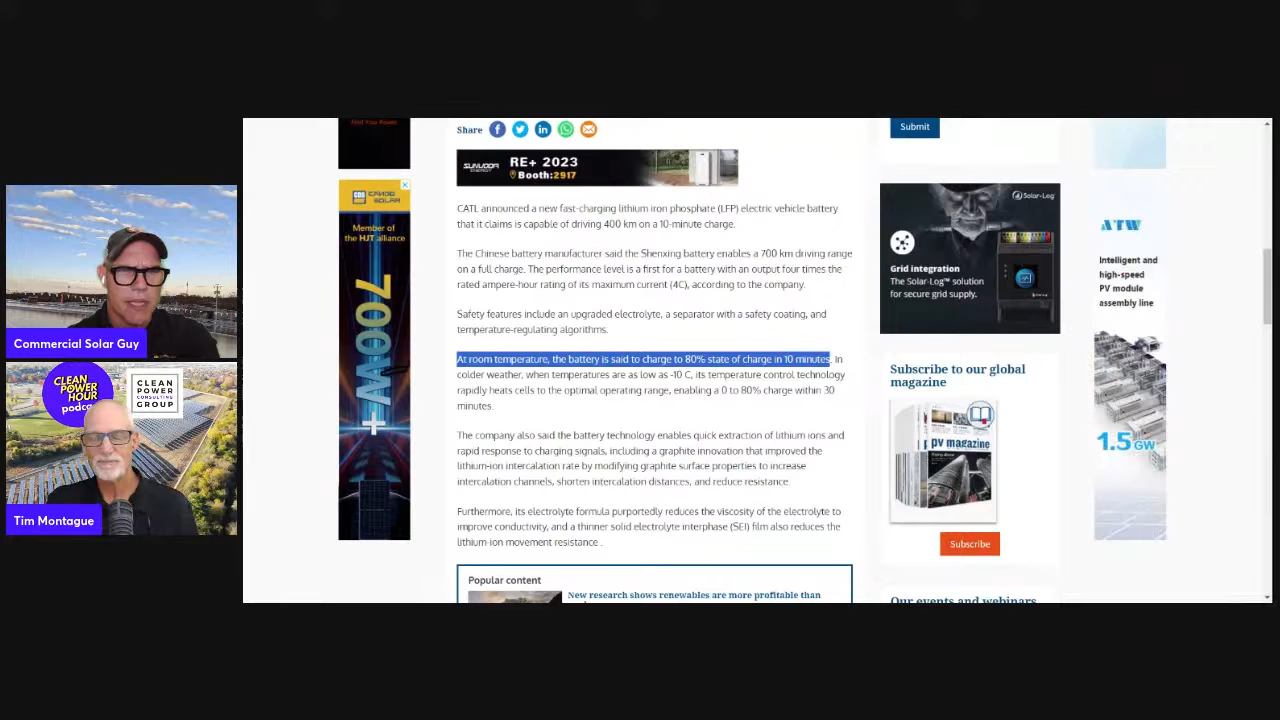 Find Your Power
Share
SUNWODA
ENERGY
RE+ 2023
Booth:2917
Submit
CANDO
SOLAR
Member of
the HJT alliance
700W+
CATL announced a new fast-charging lithium iron phosphate (LFP) electric vehicle battery
that it claims is capable of driving 400 km on a 10-minute charge.
The Chinese battery manufacturer said the Shenxing battery enables a 700 km driving range
on a full charge. The performance level is a first for a battery with an output four times the
rated ampere-hour rating of its maximum current (4C), according to the company.
Safety features include an upgraded electrolyte, a separator with a safety coating, and
temperature-regulating algorithms.
At room temperature, the battery is said to charge to 80% state of charge in 10 minutes. In
colder weather, when temperatures are as low as -10 C, its temperature control technology
rapidly heats cells to the optimal operating range, enabling a 0 to 80% charge within 30
minutes.
The company also said the battery technology enables quick extraction of lithium ions and
rapid response to charging signals, including a graphite innovation that improved the
lithium-ion intercalation rate by modifying graphite surface properties to increase
intercalation channels, shorten intercalation distances, and reduce resistance.
Furthermore, its electrolyte formula purportedly reduces the viscosity of the electrolyte to
improve conductivity, and a thinner solid electrolyte interphase (SEI) film also reduces the
lithium-ion movement resistance .
Popular content
New research shows renewables are more profitable than
Solar-Log™
Grid integration
The Solar-Log™ solution
for secure grid supply.
Subscribe to our global
magazine
pv magazine
Subscribe
Our events and webinars
ATW
Intelligent and
high-speed
PV module
assembly line
1.5 GW
Commercial Solar Guy
CLEAN
POWER
HOUR
podcast
CLEAN
POWER
CONSULTING
GROUP
Tim Montague